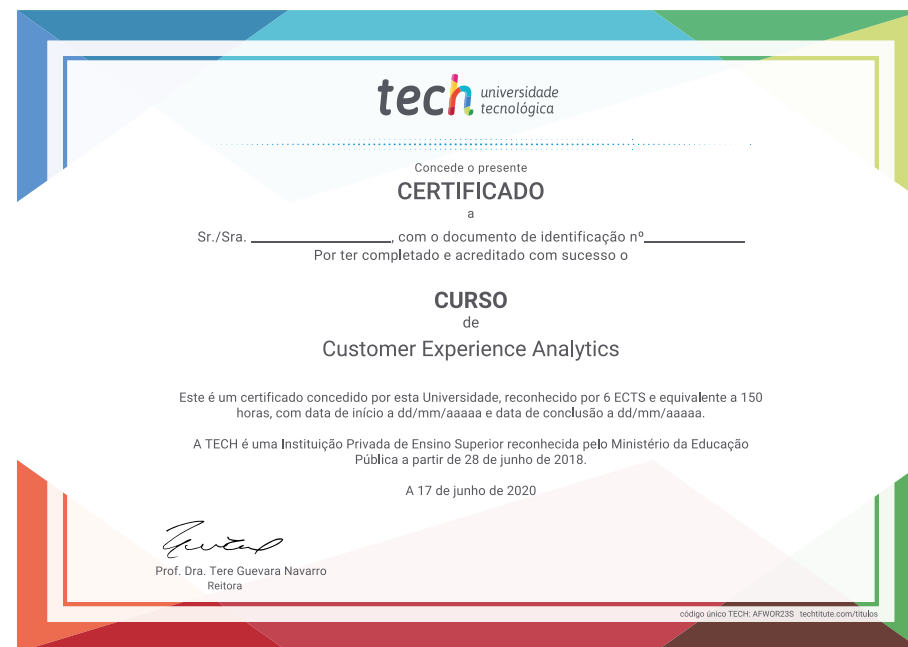 tech universidade
tecnológica
Concede o presente
CERTIFICADO
a
Sr./Sra. ____________, com o documento de identificação nº____________
Por ter completado e acreditado com sucesso o
CURSO
de
Customer Experience Analytics
Este é um certificado concedido por esta Universidade, reconhecido por 6 ECTS e equivalente a 150
horas, com data de início a dd/mm/aaaaa e data de conclusão a dd/mm/aaaaa.
A TECH é uma Instituição Privada de Ensino Superior reconhecida pelo Ministério da Educação
Pública a partir de 28 de junho de 2018.
A 17 de junho de 2020
Prof. Dra. Tere Guevara Navarro
Reitora
código único TECH: AFWOR23S techtitute.com/titulos